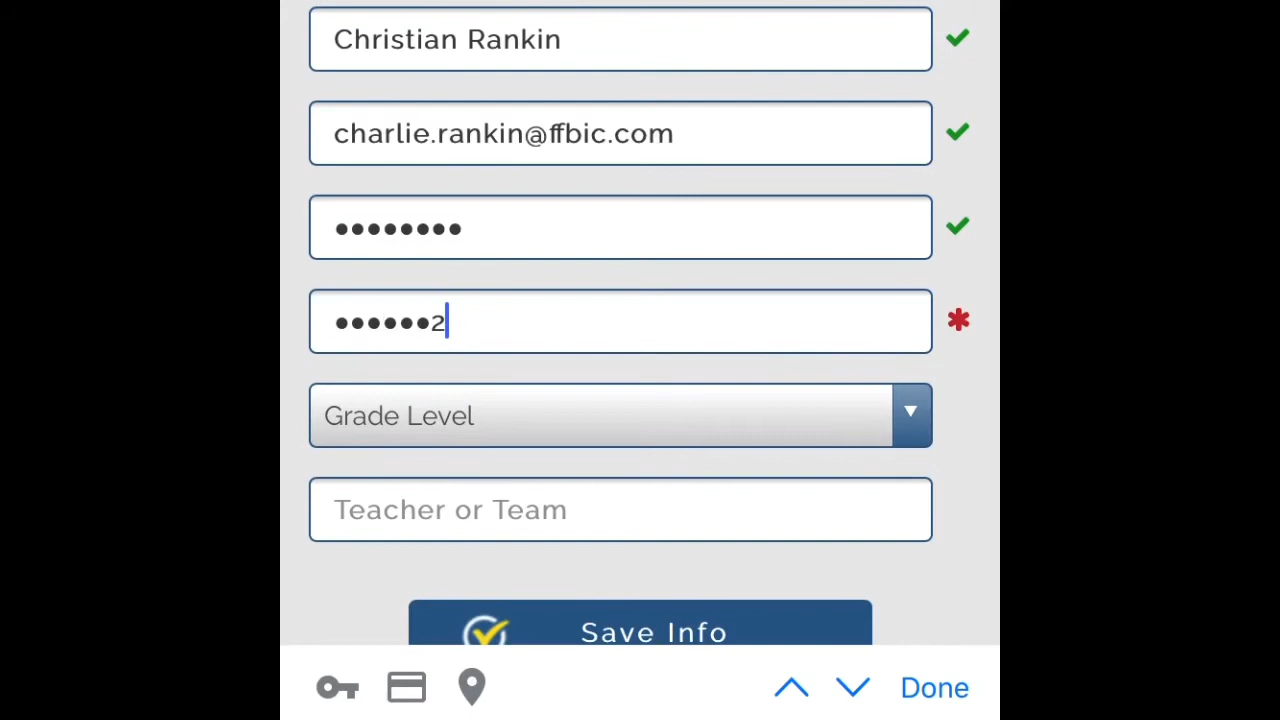 Christian Rankin
charlie.rankin@ffbic.com
••••••••
••••••2
Grade Level
Teacher or Team
Save Info
Done